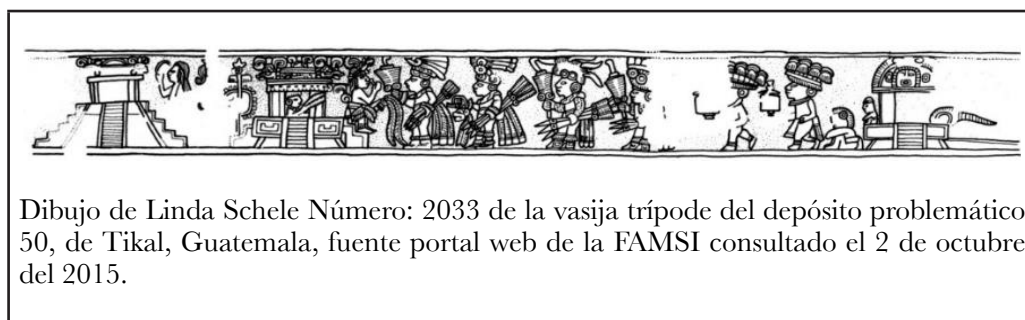 Dibujo de Linda Schele Número: 2033 de la vasija trípode del depósito problemático
50, de Tikal, Guatemala, fuente portal web de la FAMSI consultado el 2 de octubre
del 2015.